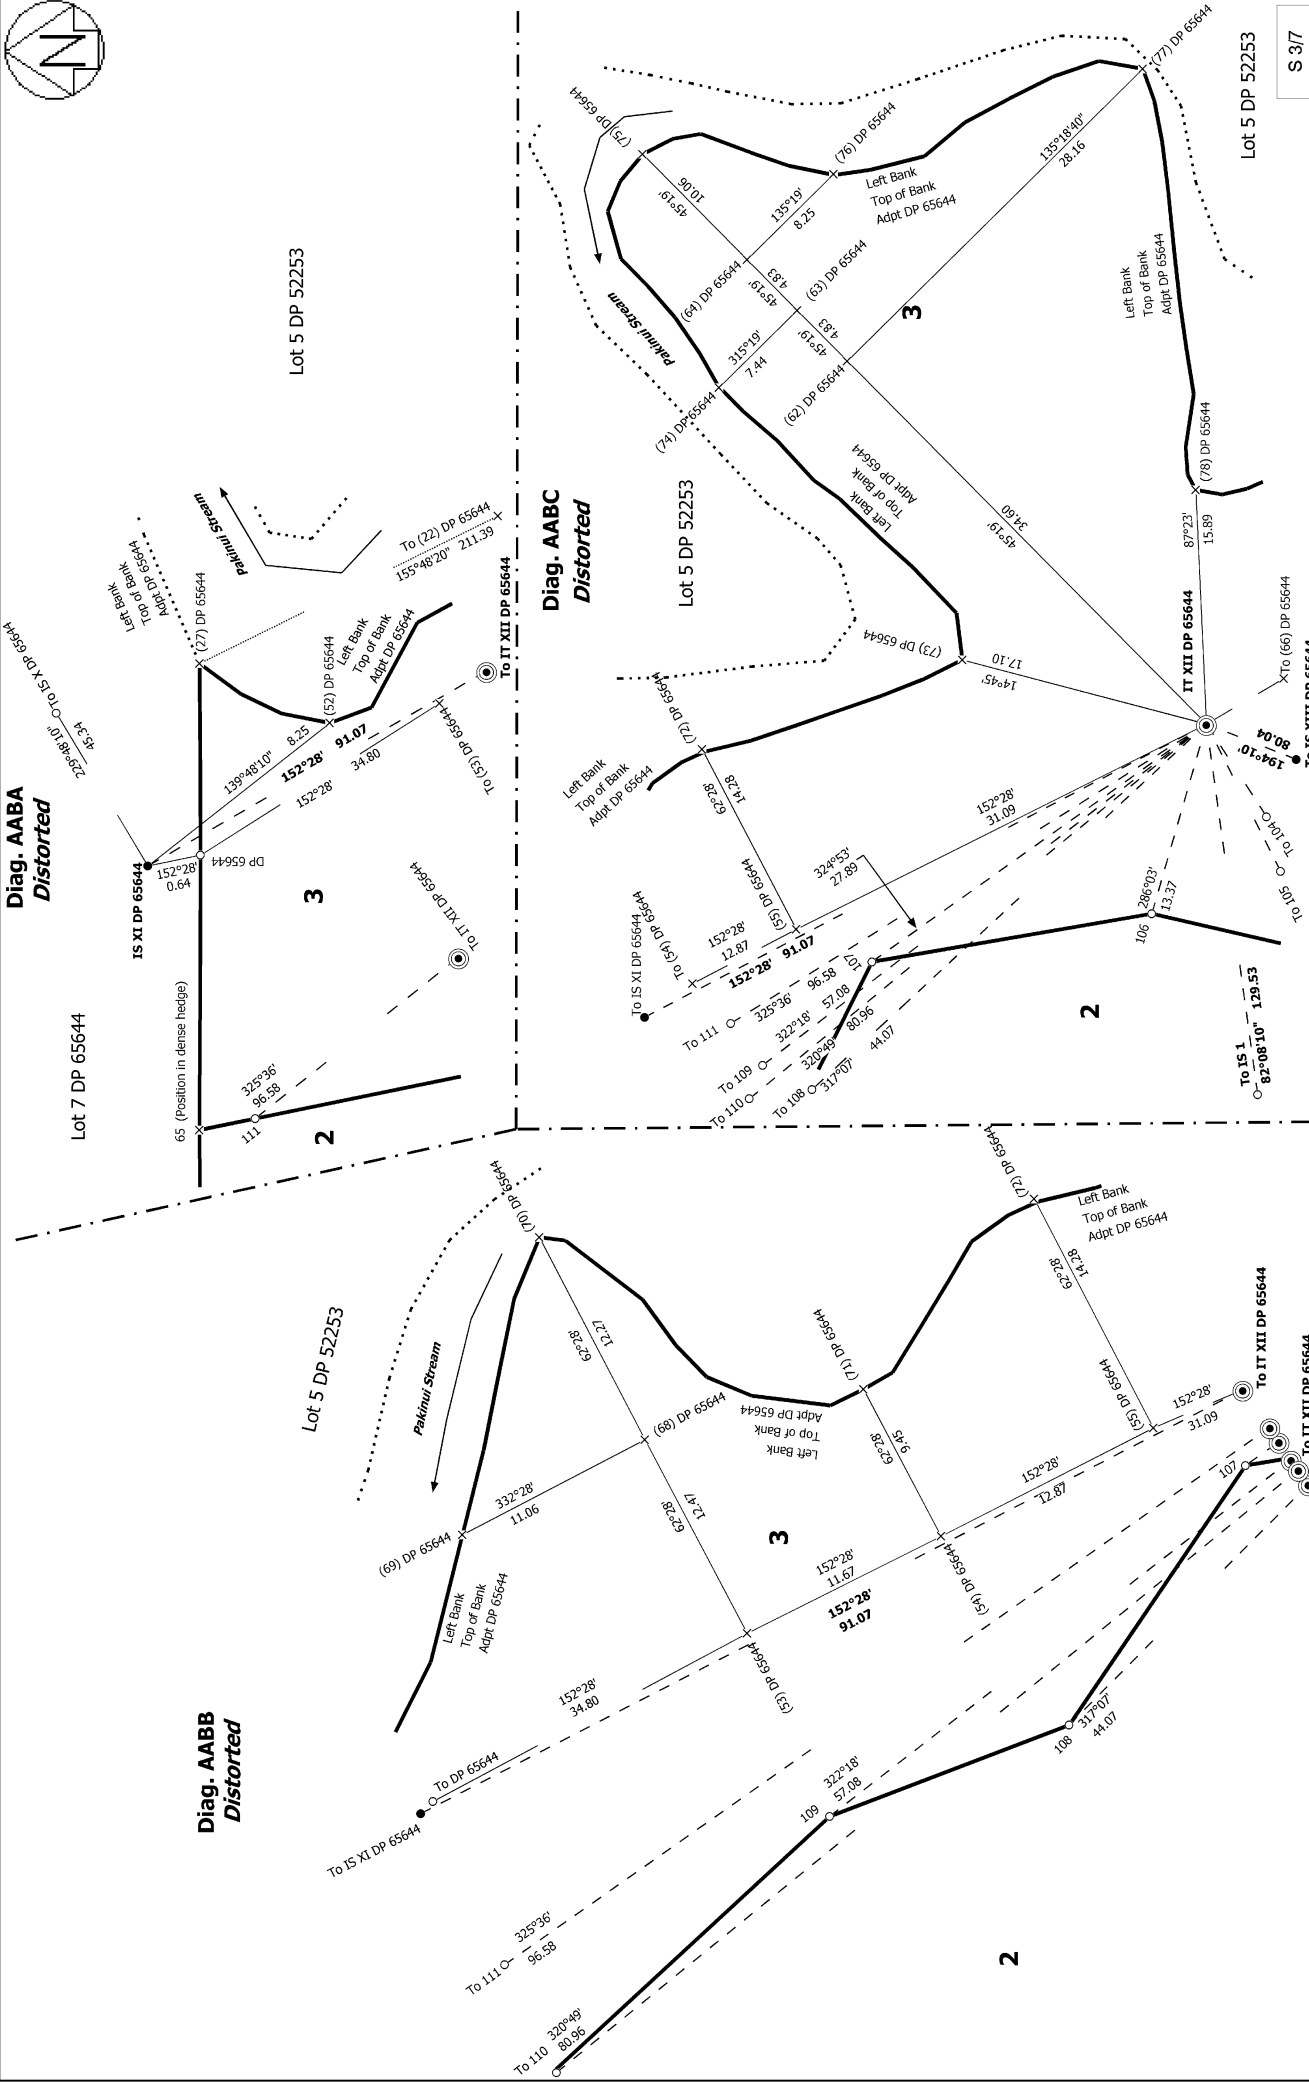 N
Diag. AABA
Distorted
Lot 7 DP 65644
Lot 5 DP 52253
To IS X DP 65644
229°48'10"
45.34
IS XI DP 65644
152°28'
0.64
DP 65644
139°48'10"
8.25
152°28'
91.07
152°28'
34.80
To (53) DP 65644
(27) DP 65644
Left Bank
Top of Bank
Adpt DP 65644
Pakinui Stream
(52) DP 65644
Left Bank
Top of Bank
Adpt DP 65644
To (22) DP 65644
155°48'20"
211.39
To IT XII DP 65644
To IT XII DP 65644
65 (Position in dense hedge)
325°36'
96.58
111
3
2
Diag. AABB
Distorted
Lot 5 DP 52253
Pakinui Stream
(70) DP 65644
62°28'
12.27
(69) DP 65644
332°28'
11.06
(68) DP 65644
62°28'
12.47
Left Bank
Top of Bank
Adpt DP 65644
Left Bank
Top of Bank
Adpt DP 65644
(71) DP 65644
62°28'
9.45
(72) DP 65644
62°28'
14.28
Left Bank
Top of Bank
Adpt DP 65644
(53) DP 65644
(54) DP 65644
(55) DP 65644
152°28'
34.80
152°28'
11.67
152°28'
91.07
152°28'
12.87
152°28'
31.09
To IT XII DP 65644
To IT XII DP 65644
To DP 65644
To IS XI DP 65644
To 111
325°36'
96.58
To 110
320°49'
80.96
109
322°18'
57.08
108
317°07'
44.07
107
3
2
Diag. AABC
Distorted
Lot 5 DP 52253
Lot 5 DP 52253
(75) DP 65644
45°19'
10.06
(76) DP 65644
135°19'
8.25
Left Bank
Top of Bank
Adpt DP 65644
(77) DP 65644
135°18'40"
28.16
(64) DP 65644
45°19'
4.83
(63) DP 65644
45°19'
4.83
(62) DP 65644
315°19'
7.44
(74) DP 65644
Pakinui Stream
Left Bank
Top of Bank
Adpt DP 65644
45°19'
34.60
Left Bank
Top of Bank
Adpt DP 65644
(78) DP 65644
87°23'
15.89
(73) DP 65644
14°45'
17.10
(72) DP 65644
62°28'
14.28
Left Bank
Top of Bank
Adpt DP 65644
(55) DP 65644
152°28'
31.09
324°53'
27.89
To IS XI DP 65644
To (54) DP 65644
152°28'
12.87
152°28'
91.07
To 111
325°36'
96.58
107
To 109
322°18'
57.08
To 110
320°49'
80.96
To 108
317°07'
44.07
IT XII DP 65644
To (66) DP 65644
194°10'
80.04
To IS XIII DP 65644
To 104
To 105
286°03'
13.37
106
To IS 1
82°08'10"
129.53
3
2
S 3/7